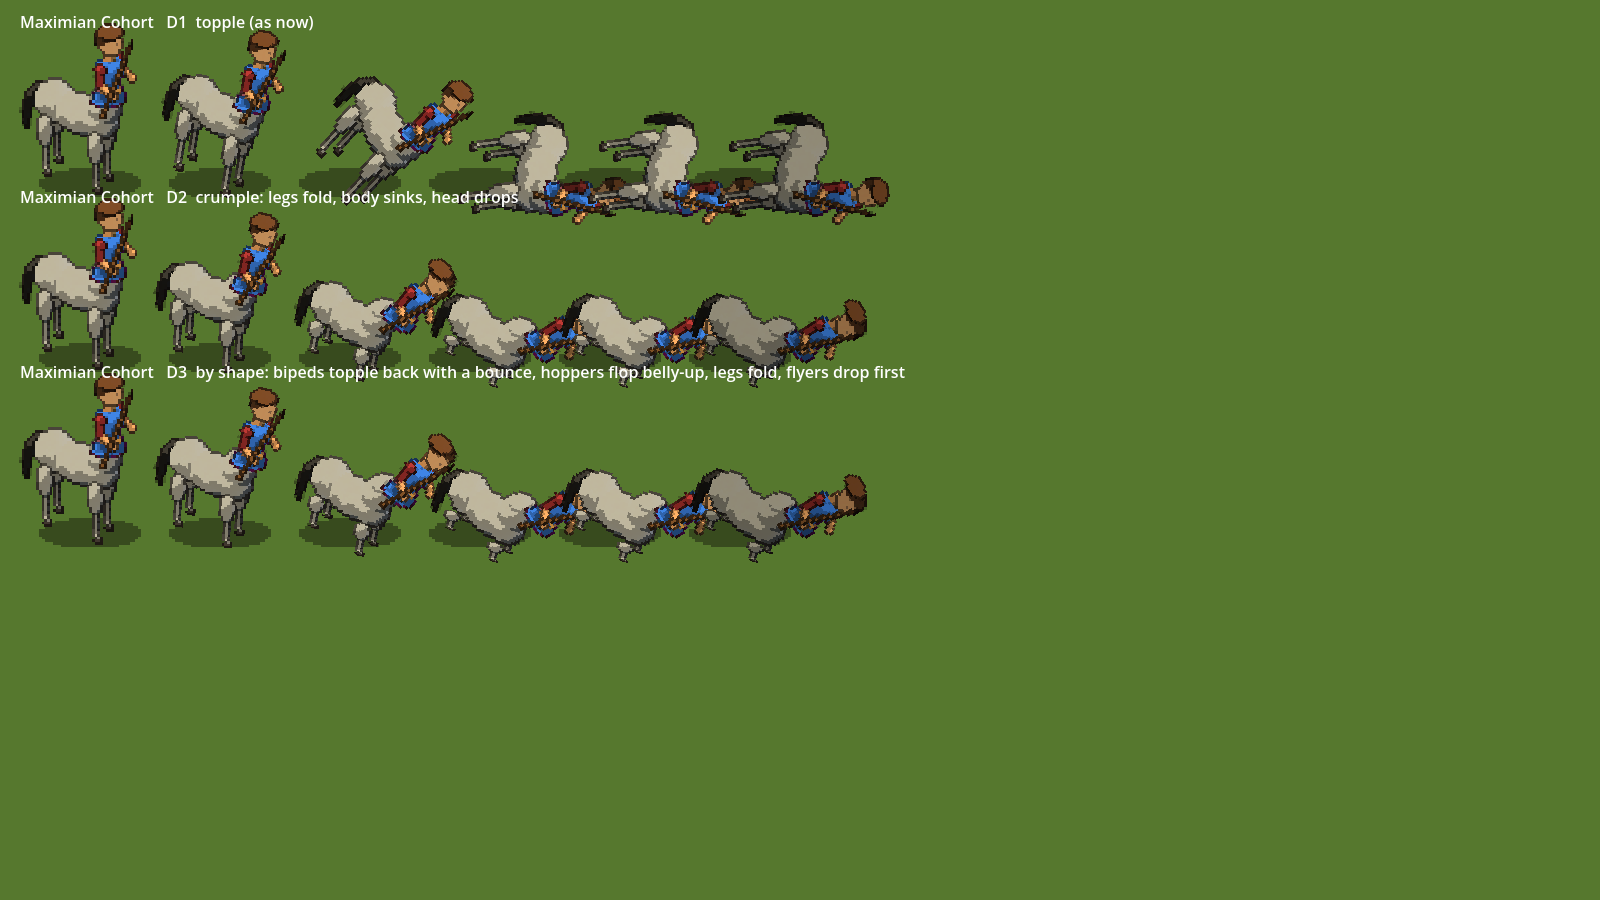 Maximian Cohort D1 topple (as now)
Maximian Cohort D2 crumple: legs fold, body sinks, head drops
Maximian Cohort D3 by shape: bipeds topple back with a bounce, hoppers flop belly-up, legs fold, flyers drop first